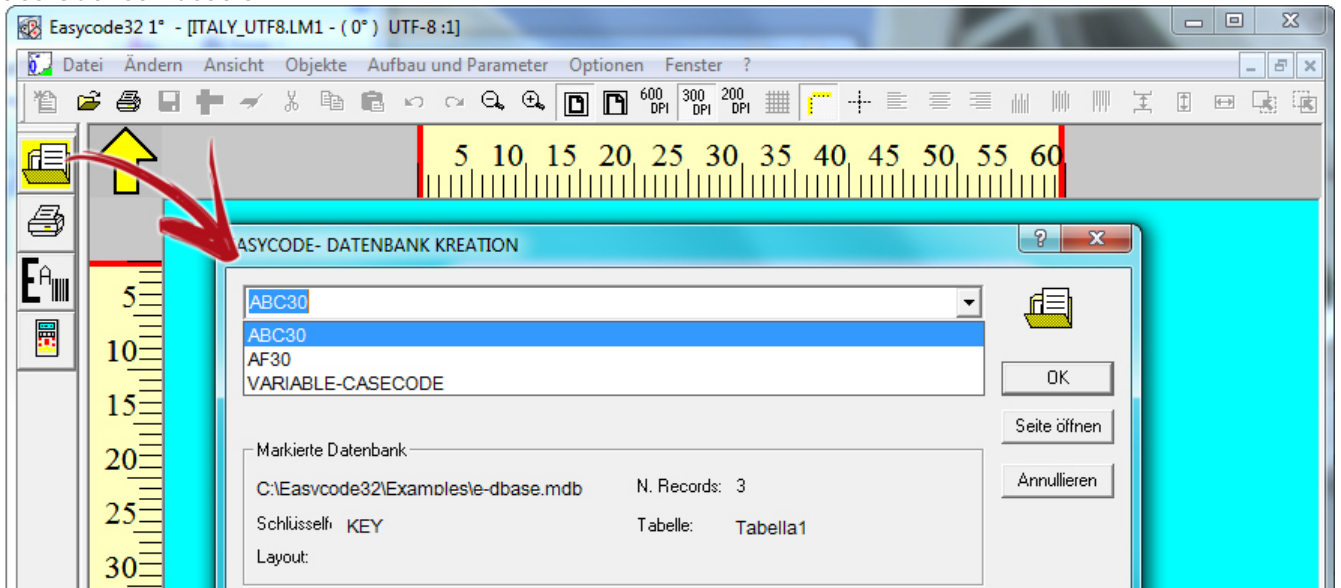 Easycode32 1° - [ITALY_UTF8.LM1 - ( 0° ) UTF-8 :1]
Datei Ändern Ansicht Objekte Aufbau und Parameter Optionen Fenster ?
600 DPI 300 DPI 200 DPI
5 10 15 20 25 30 35 40 45 50 55 60
ASYCODE- DATENBANK KREATION
EA
5
10
15
20
25
30
ABC30
ABC30
AF30
VARIABLE-CASECODE
OK
Seite öffnen
Annullieren
Markierte Datenbank
C:\Easycode32\Examples\e-dbase.mdb N. Records: 3
Schlüsself KEY Tabelle: Tabella1
Layout: